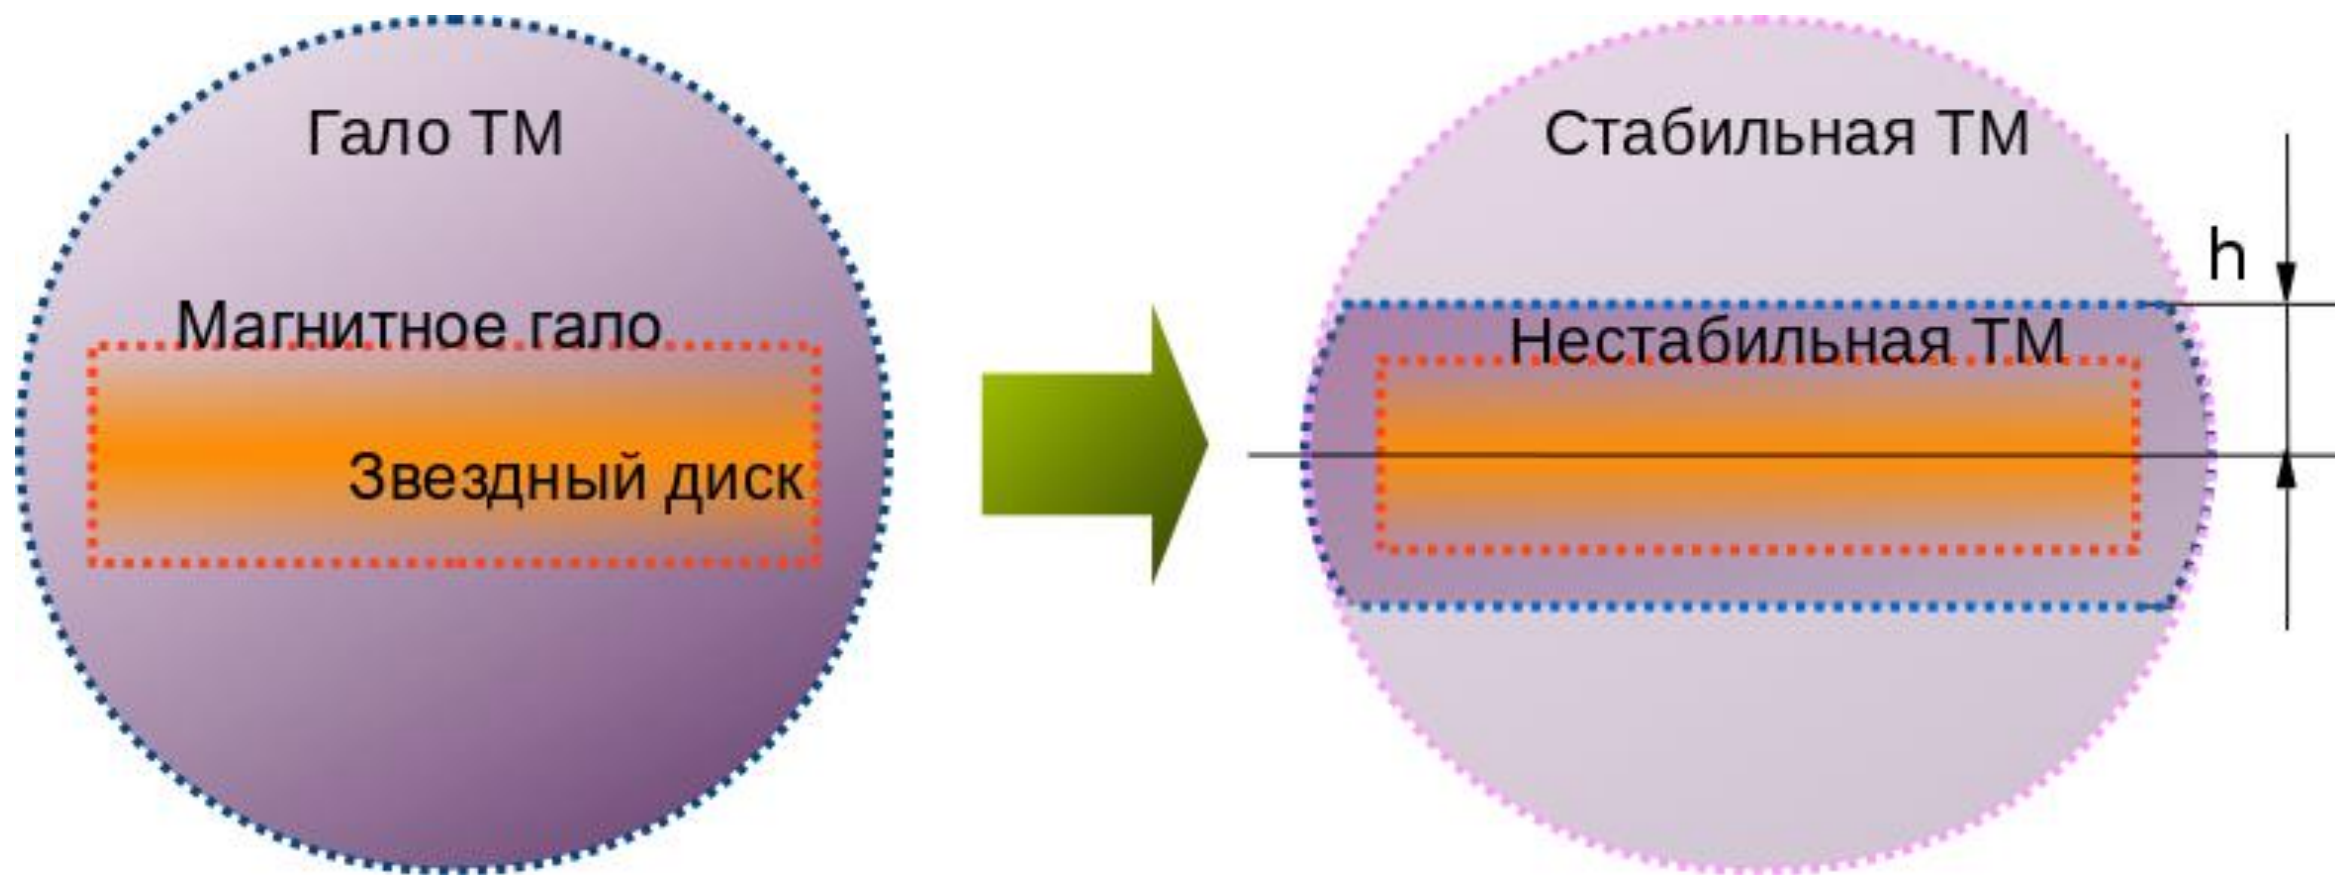 Гало ТМ
Магнитное гало
Звездный диск
Стабильная ТМ
h
Нестабильная ТМ